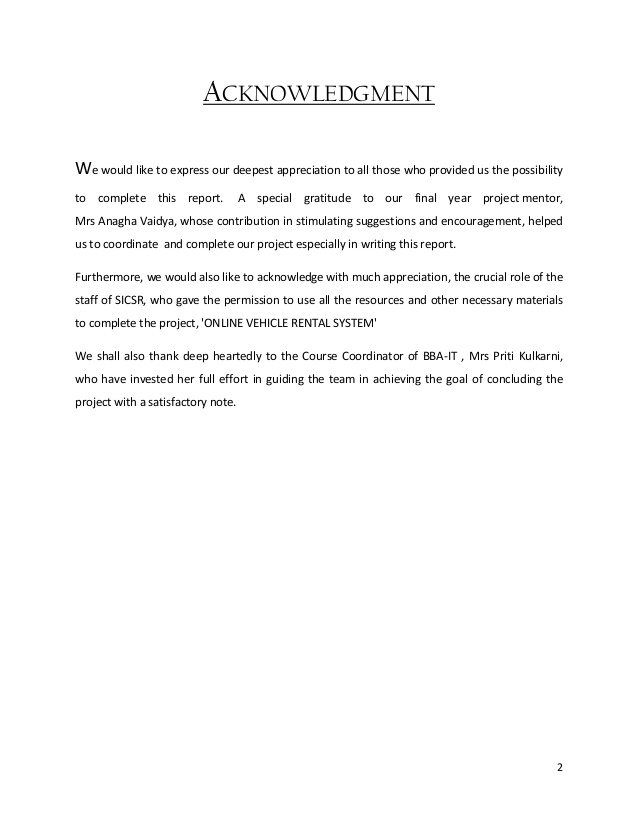 ACKNOWLEDGMENT
We would like to express our deepest appreciation to all those who provided us the possibility
to complete this report. A special gratitude to our final year project mentor,
Mrs Anagha Vaidya, whose contribution in stimulating suggestions and encouragement, helped
us to coordinate and complete our project especially in writing this report.
Furthermore, we would also like to acknowledge with much appreciation, the crucial role of the
staff of SICSR, who gave the permission to use all the resources and other necessary materials
to complete the project, 'ONLINE VEHICLE RENTAL SYSTEM'
We shall also thank deep heartedly to the Course Coordinator of BBA-IT , Mrs Priti Kulkarni,
who have invested her full effort in guiding the team in achieving the goal of concluding the
project with a satisfactory note.
2